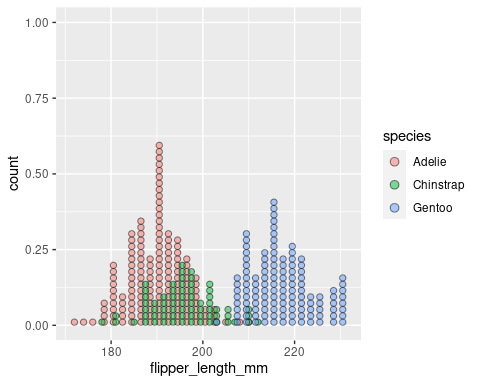 1.00
0.75
0.50
0.25
0.00
count
180
200
220
flipper_length_mm
species
Adelie
Chinstrap
Gentoo